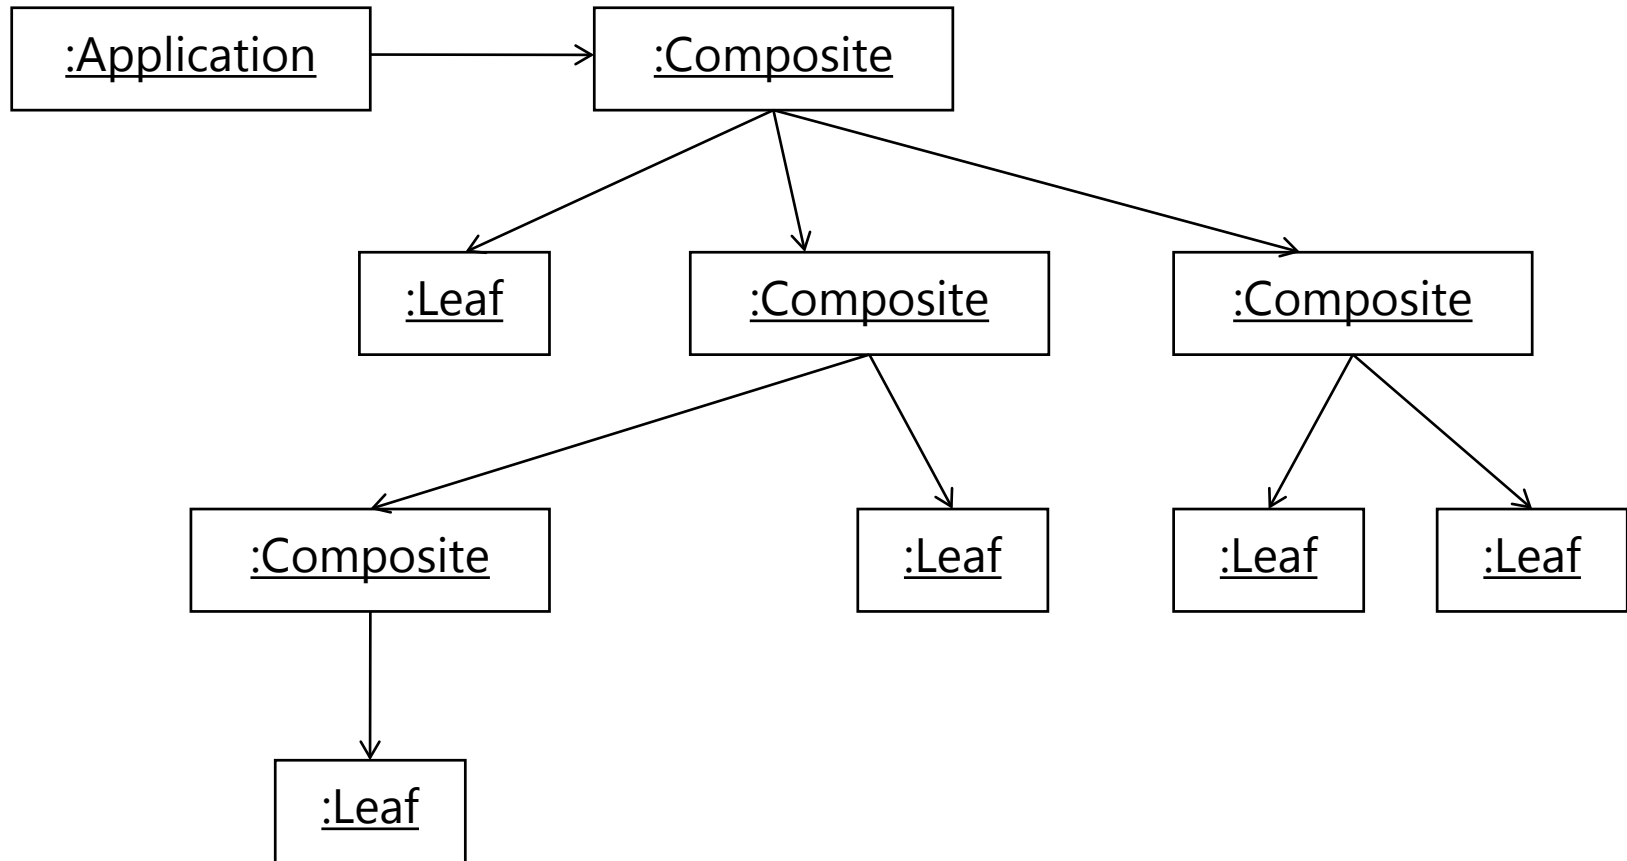 :Application
:Composite
:Leaf
:Composite
:Composite
:Composite
:Leaf
:Leaf
:Leaf
:Leaf